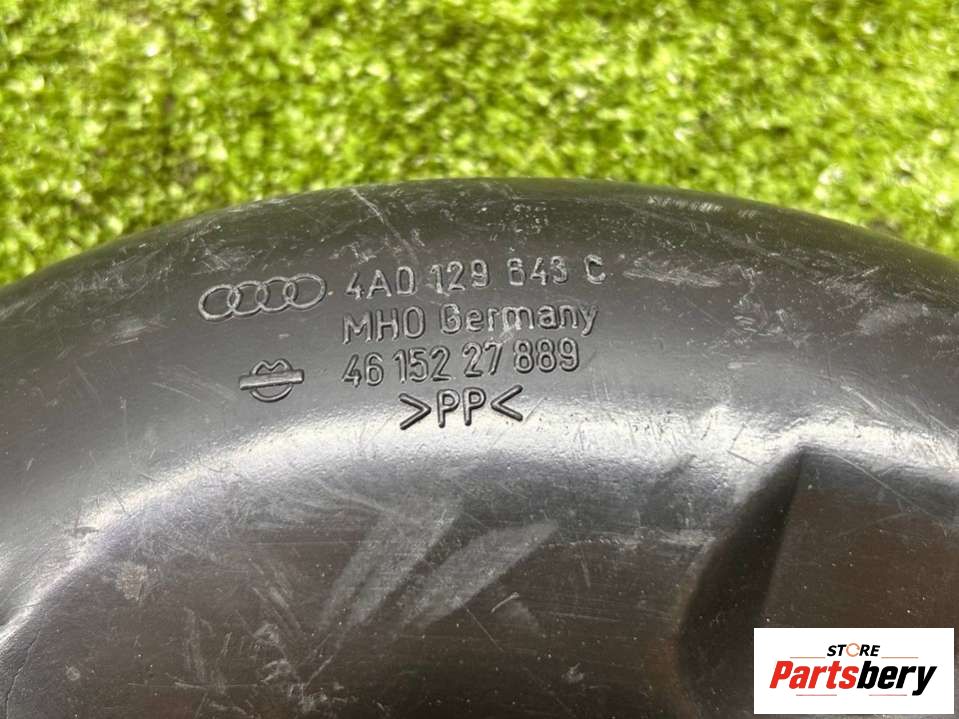 4A0 129 643 C
MHO Germany
46 152 27 889
>PP<
STORE
Partsbery